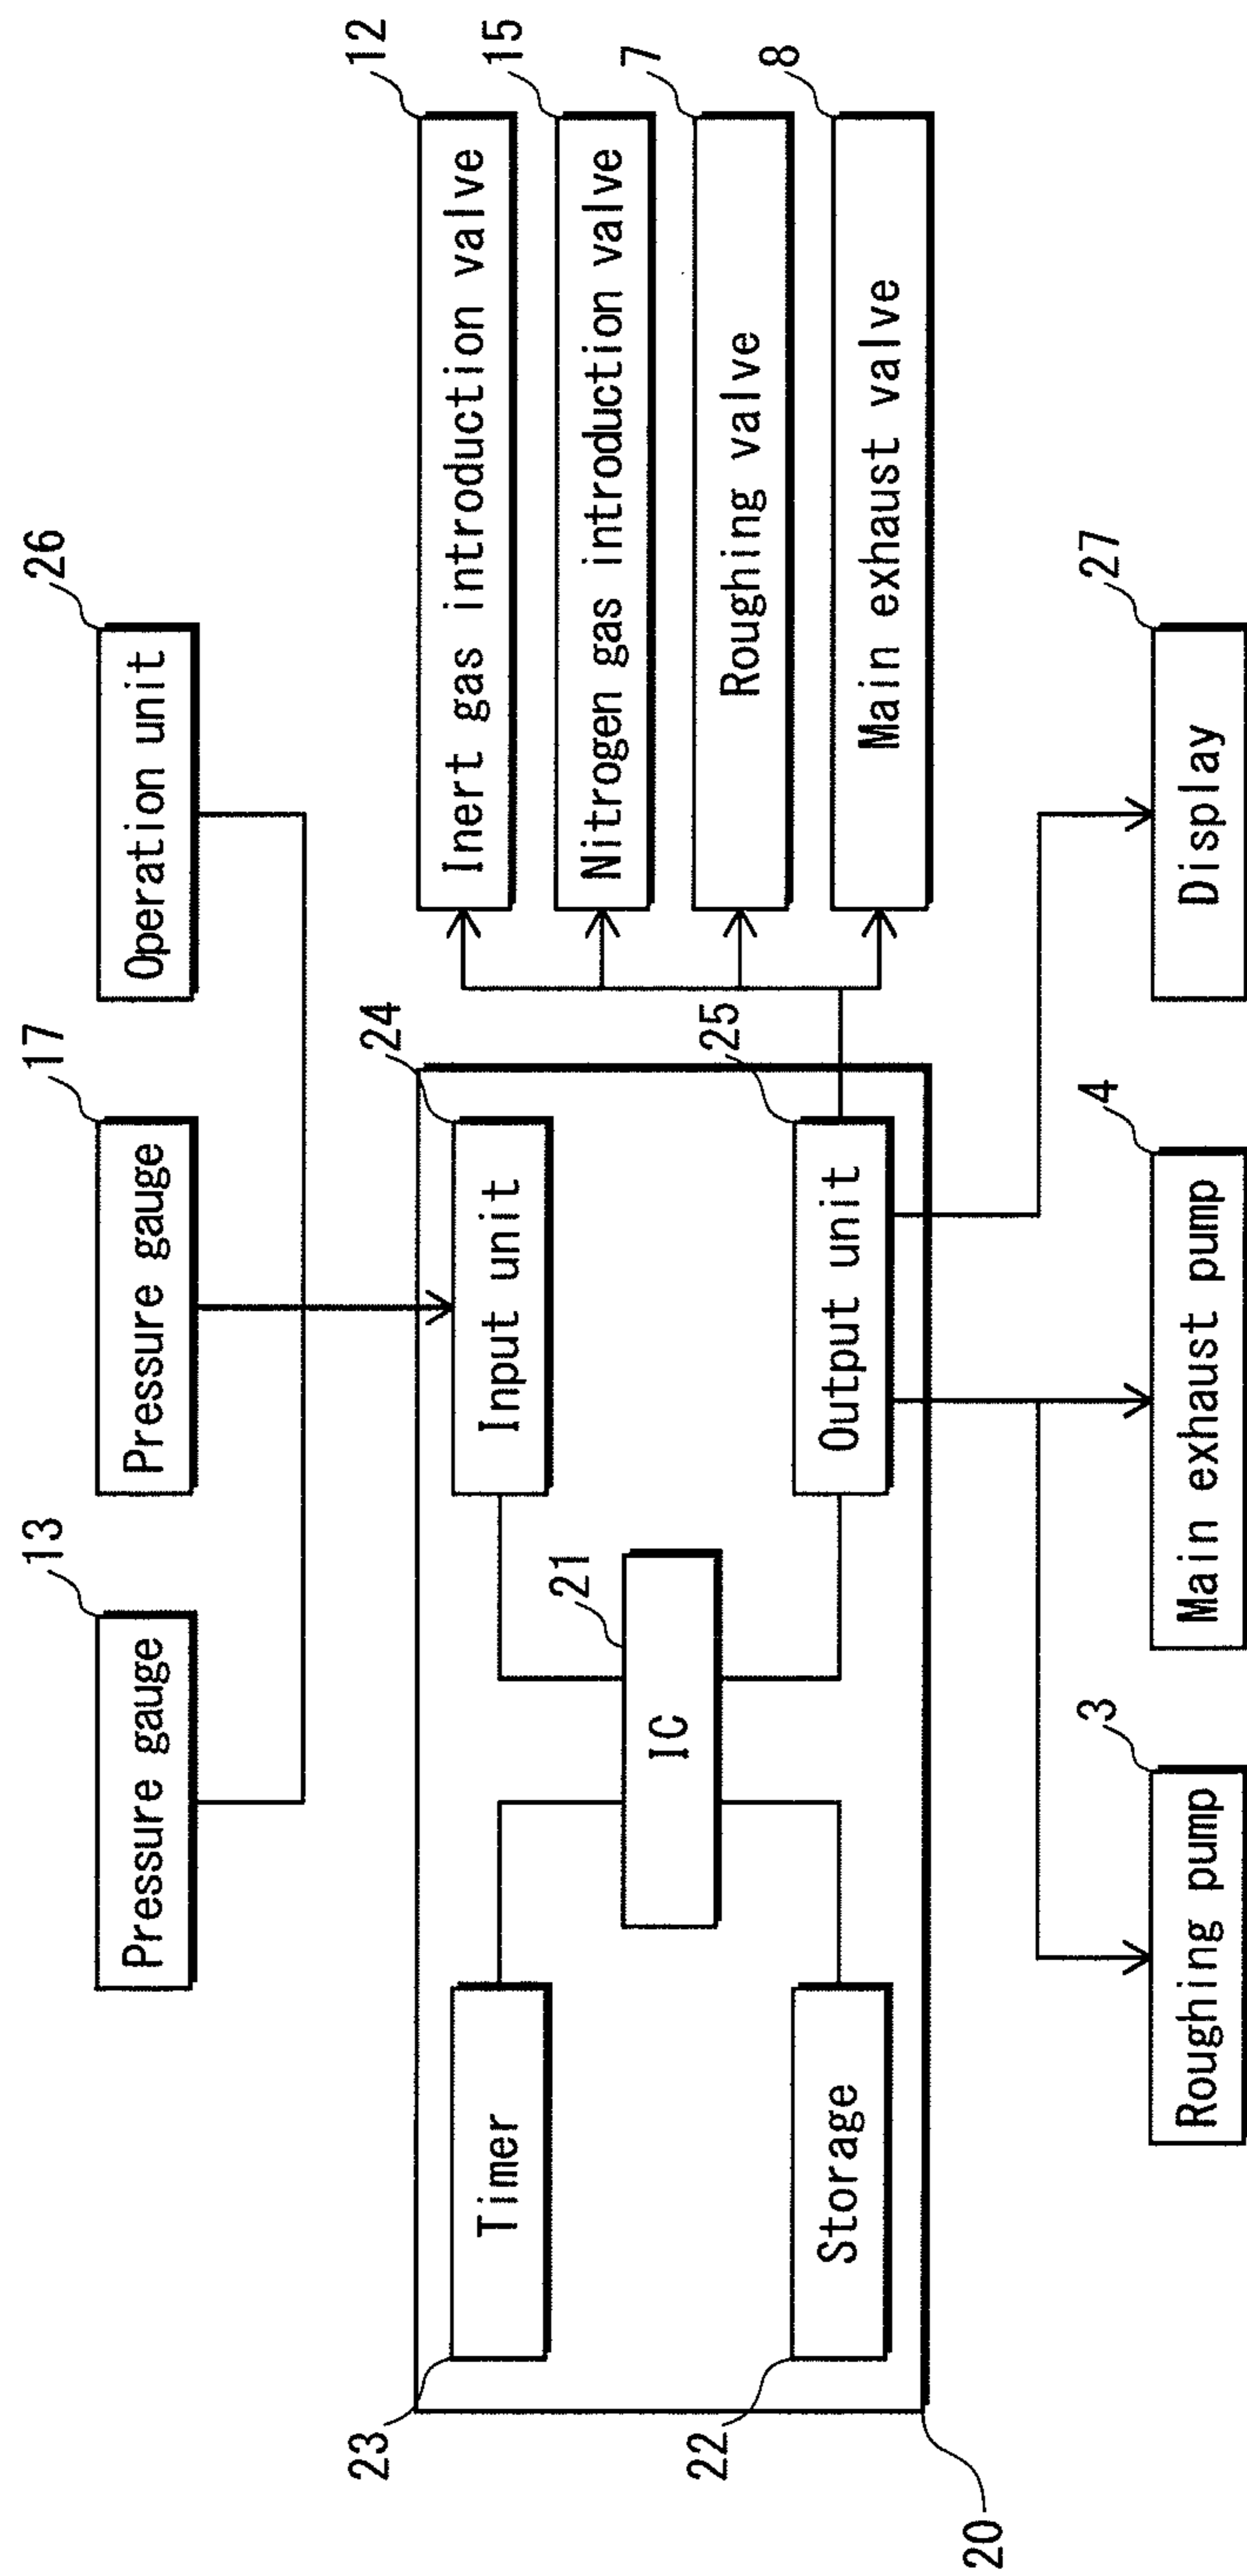 13
Pressure gauge
17
Pressure gauge
26
Operation unit
23
Timer
24
Input unit
21
IC
22
Storage
25
Output unit
20
12
Inert gas introduction valve
15
Nitrogen gas introduction valve
7
Roughing valve
8
Main exhaust valve
3
Roughing pump
4
Main exhaust pump
27
Display